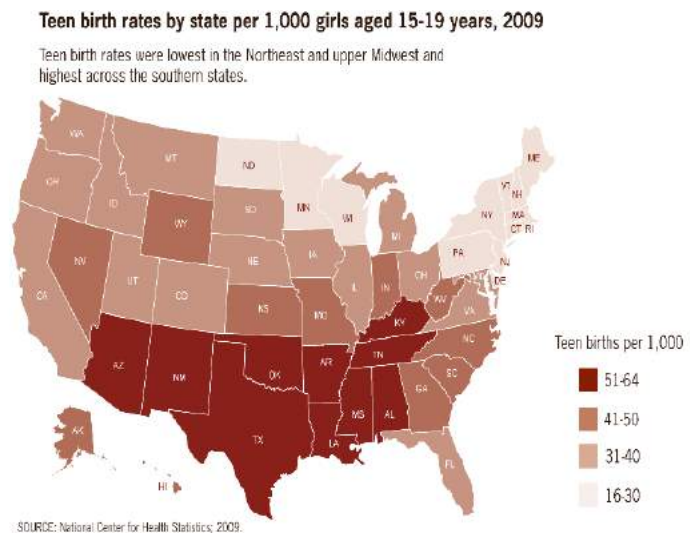 Teen birth rates by state per 1,000 girls aged 15-19 years, 2009
Teen birth rates were lowest in the Northeast and upper Midwest and
highest across the southern states.
WA
OR
CA
NV
ID
MT
WY
UT
CO
AZ
NM
ND
SD
NE
KS
OK
TX
MN
IA
MO
AR
LA
WI
IL
MI
IN
OH
KY
TN
MS
AL
GA
FL
SC
NC
VA
WV
PA
NY
VT
NH
ME
MA
CT RI
NJ
DE
AK
HI
Teen births per 1,000
51-64
41-50
31-40
16-30
SOURCE: National Center for Health Statistics; 2009.